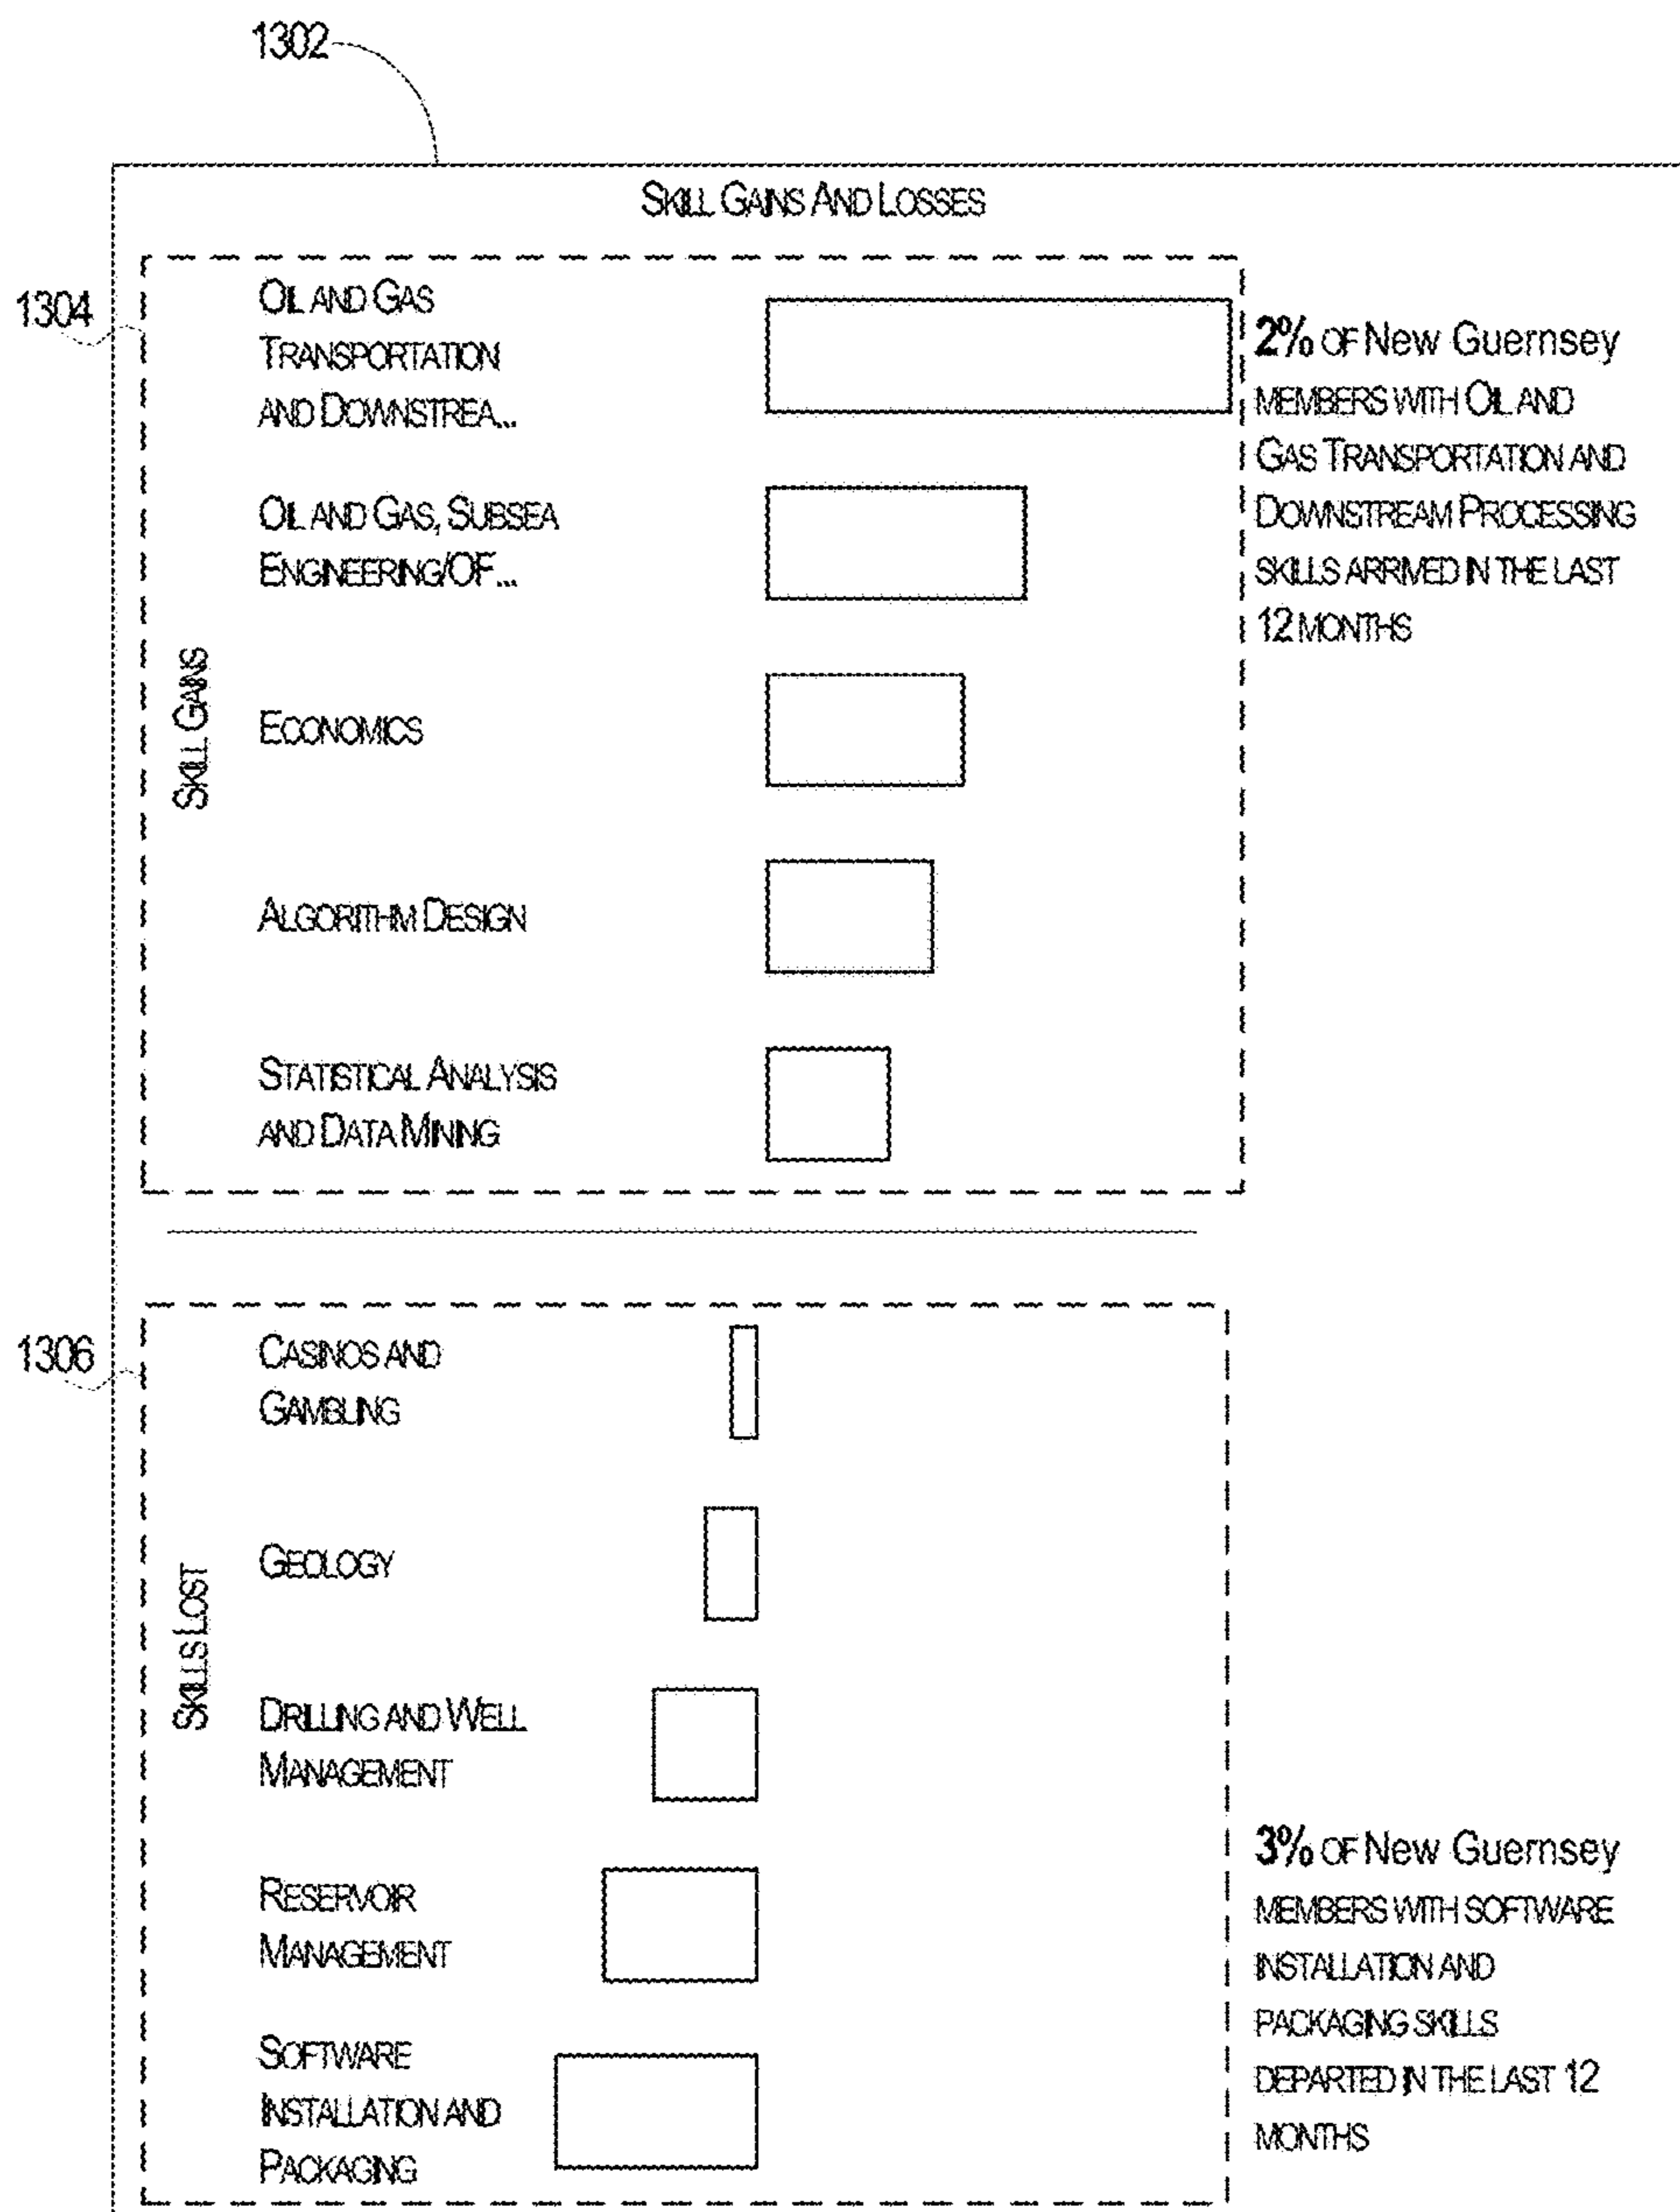 1302
SKILL GAINS AND LOSSES
1304
SKILL GAINS
OIL AND GAS
TRANSPORTATION
AND DOWNSTREA...
OIL AND GAS, SUBSEA
ENGINEERING/OF...
ECONOMICS
ALGORITHM DESIGN
STATISTICAL ANALYSIS
AND DATA MINING
2% OF New Guernsey
MEMBERS WITH OIL AND
GAS TRANSPORTATION AND
DOWNSTREAM PROCESSING
SKILLS ARRIVED IN THE LAST
12 MONTHS
1306
SKILLS LOST
CASINOS AND
GAMBLING
GEOLOGY
DRILLING AND WELL
MANAGEMENT
RESERVOIR
MANAGEMENT
SOFTWARE
INSTALLATION AND
PACKAGING
3% OF New Guernsey
MEMBERS WITH SOFTWARE
INSTALLATION AND
PACKAGING SKILLS
DEPARTED IN THE LAST 12
MONTHS